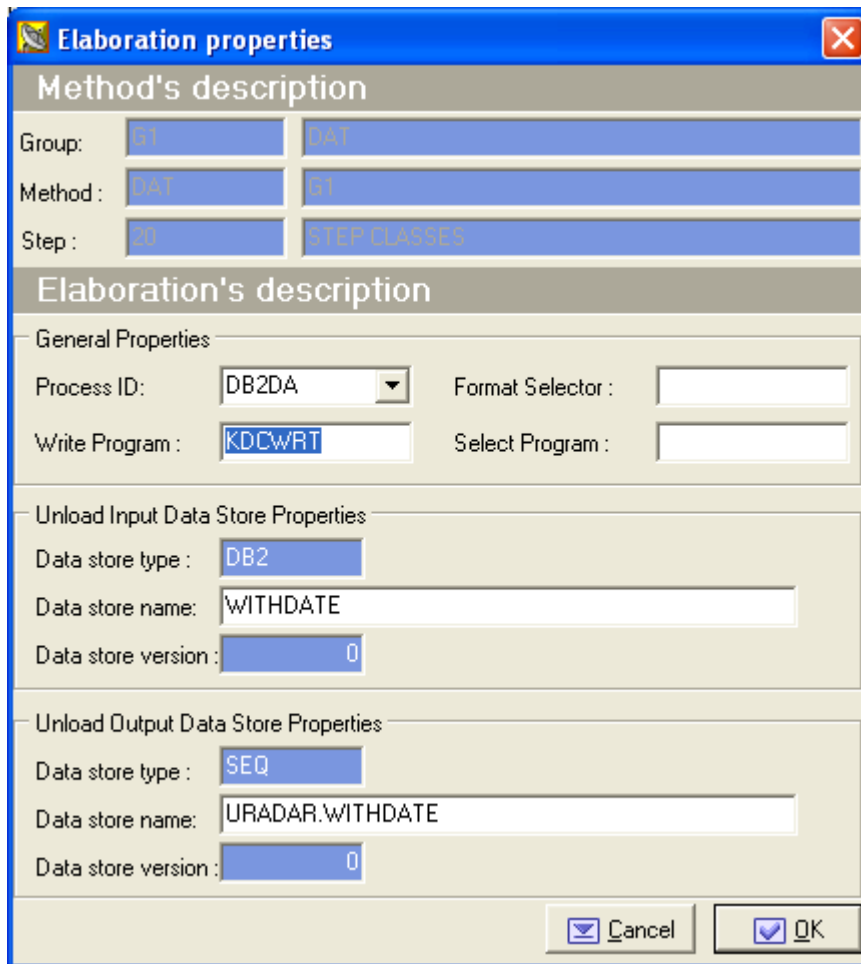 Elaboration properties
Method's description
Group: G1 DAT
Method : DAT G1
Step : 20 STEP CLASSES
Elaboration's description
General Properties
Process ID: DB2DA Format Selector :
Write Program : KDCWRT Select Program :
Unload Input Data Store Properties
Data store type : DB2
Data store name: WITHDATE
Data store version : 0
Unload Output Data Store Properties
Data store type : SEQ
Data store name: URADAR.WITHDATE
Data store version : 0
Cancel OK